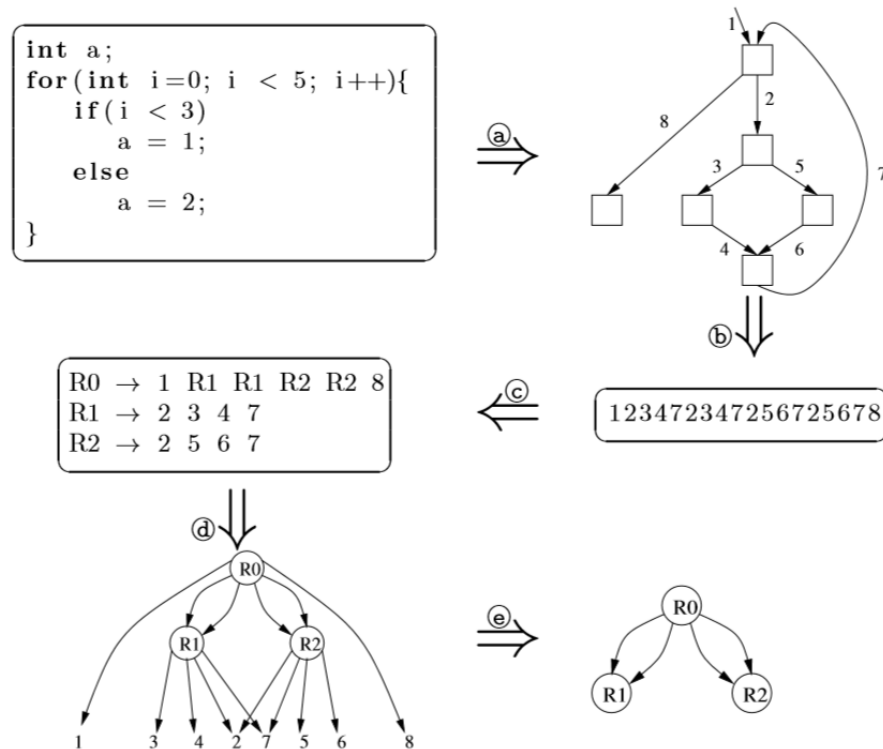 int a;
for(int i=0; i < 5; i++){
if(i < 3)
a = 1;
else
a = 2;
}
ⓐ
1
2
8
3
5
7
4
6
ⓑ
R0 → 1 R1 R1 R2 R2 8
R1 → 2 3 4 7
R2 → 2 5 6 7
ⓒ
123472347256725678
ⓓ
R0
R1
R2
1
3
4
2
7
5
6
8
ⓔ
R0
R1
R2